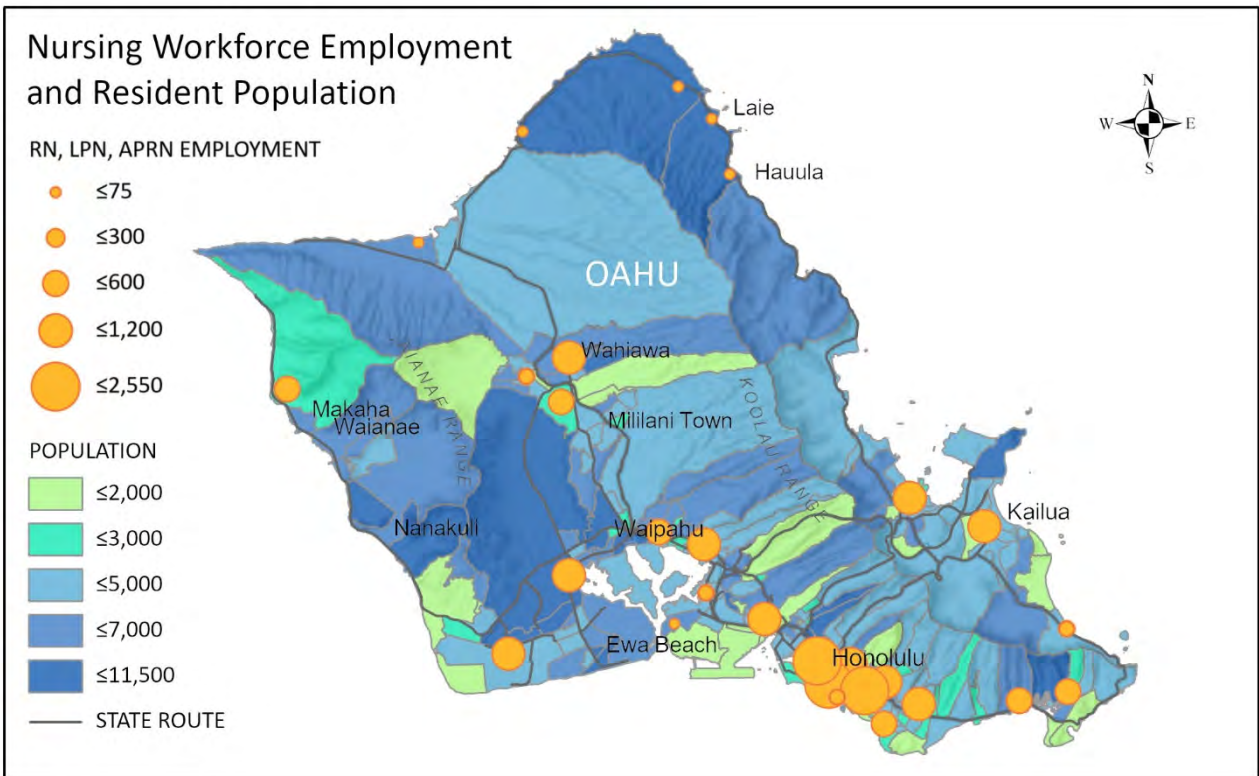 Nursing Workforce Employment
and Resident Population
RN, LPN, APRN EMPLOYMENT
≤75
≤300
≤600
≤1,200
≤2,550
POPULATION
≤2,000
≤3,000
≤5,000
≤7,000
≤11,500
STATE ROUTE
N
W
E
S
Laie
Hauula
OAHU
Wahiawa
Makaha
Waianae
IANAE RANGE
Mililani Town
KOOLAU RANGE
Nanakuli
Waipahu
Kailua
Ewa Beach
Honolulu